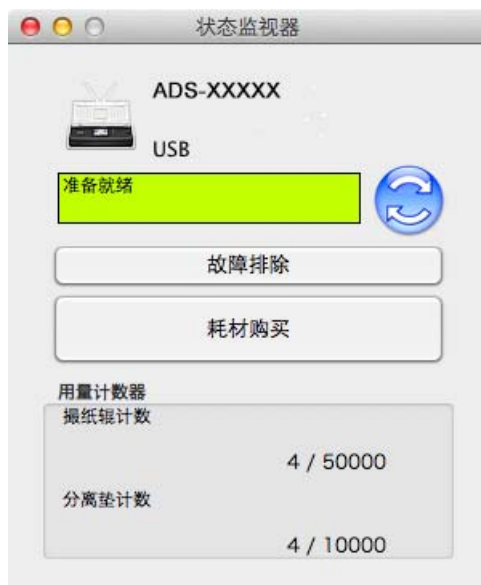 状态监视器
ADS-XXXXX
USB
准备就绪
故障排除
耗材购买
用量计数器
搓纸辊计数
4 / 50000
分离垫计数
4 / 10000